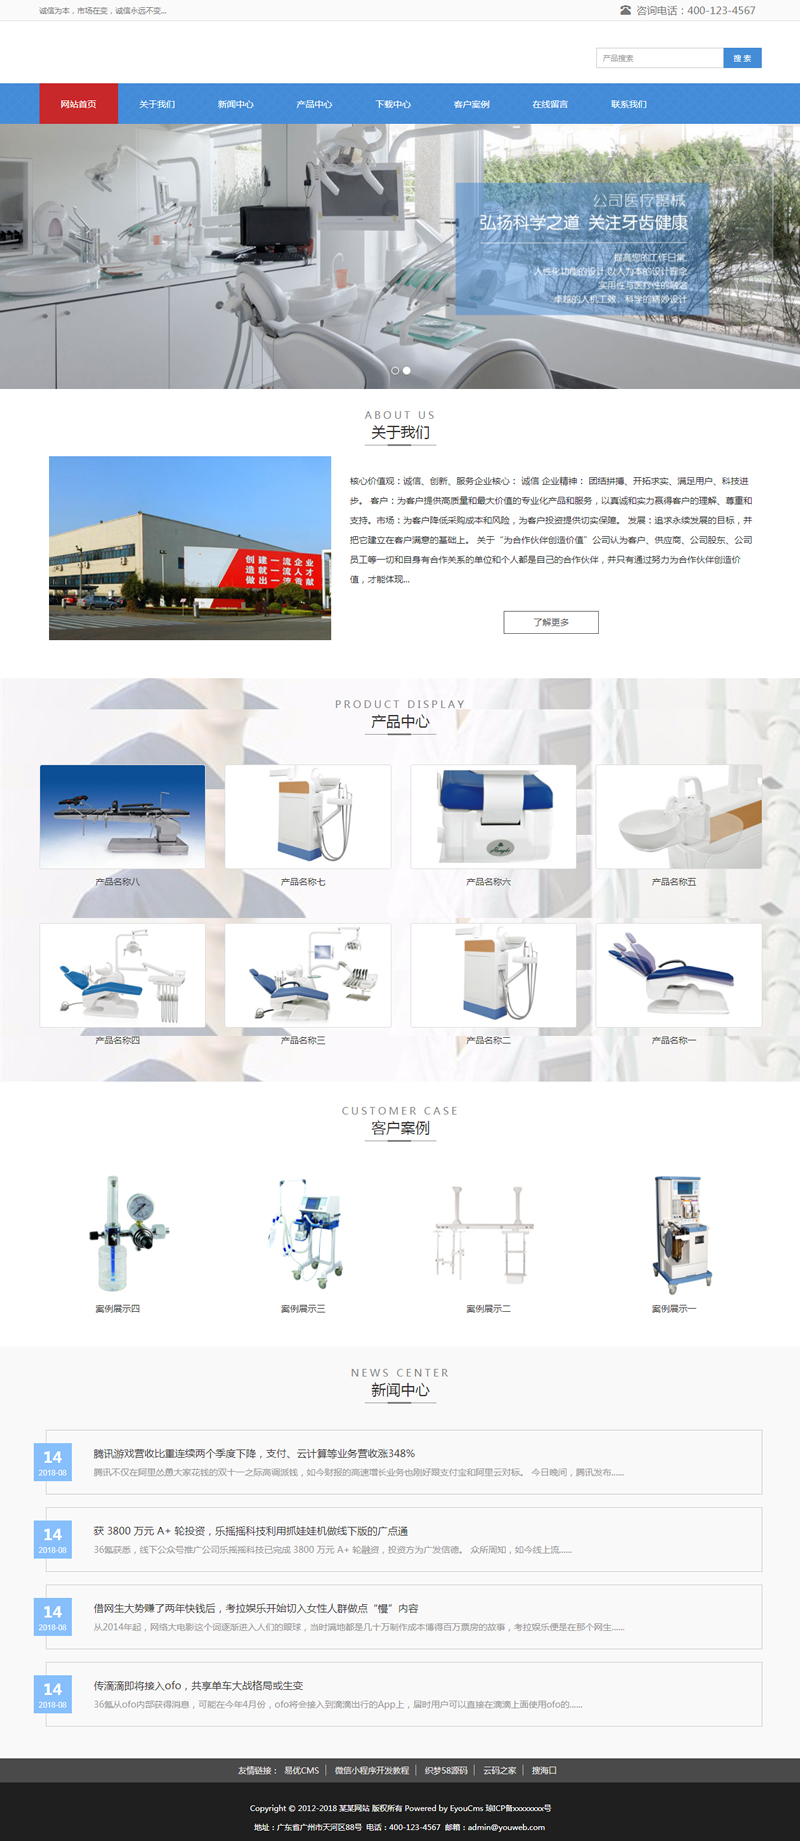 诚信为本，市场在变，诚信永远不变...
咨询电话：400-123-4567
产品搜索
搜 索
网站首页
关于我们
新闻中心
产品中心
下载中心
客户案例
在线留言
联系我们
公司医疗器械
弘扬科学之道 关注牙齿健康
提高您的工作日常,
人性化功能的设计,以人为本的设计理念
实用性与医疗性的融合
卓越的人机工效、科学的精妙设计
ABOUT US
关于我们
创建一流企业
造就一流人才
做出一流贡献
核心价值观：诚信、创新、服务企业核心： 诚信 企业精神： 团结拼搏、开拓求实、满足用户、科技进
步。 客户：为客户提供高质量和最大价值的专业化产品和服务，以真诚和实力赢得客户的理解、尊重和
支持。市场：为客户降低采购成本和风险，为客户投资提供切实保障。 发展：追求永续发展的目标，并
把它建立在客户满意的基础上。 关于“为合作伙伴创造价值”公司认为客户、供应商、公司股东、公司
员工等一切和自身有合作关系的单位和个人都是自己的合作伙伴，并只有通过努力为合作伙伴创造价
值，才能体现...
了解更多
PRODUCT DISPLAY
产品中心
产品名称八
产品名称七
产品名称六
产品名称五
产品名称四
产品名称三
产品名称二
产品名称一
CUSTOMER CASE
客户案例
案例展示四
案例展示三
案例展示二
案例展示一
NEWS CENTER
新闻中心
14
2018-08
腾讯游戏营收比重连续两个季度下降，支付、云计算等业务营收涨348%
腾讯不仅在阿里怂恿大家花钱的双十一之际高调派钱，如今财报的高速增长业务也刚好跟支付宝和阿里云对标。 今日晚间，腾讯发布......
14
2018-08
获 3800 万元 A+ 轮投资，乐摇摇科技利用抓娃娃机做线下版的广点通
36氪获悉，线下公众号推广公司乐摇摇科技已完成 3800 万元 A+ 轮融资，投资方为广发信德。 众所周知，如今线上流......
14
2018-08
借网生大势赚了两年快钱后，考拉娱乐开始切入女性人群做点“慢”内容
从2014年起，网络大电影这个词逐渐进入人们的眼球，当时满地都是几十万制作成本博得百万票房的故事，考拉娱乐便是在那个网生......
14
2018-08
传滴滴即将接入ofo，共享单车大战格局或生变
36氪从ofo内部获得消息，可能在今年4月份，ofo将会接入到滴滴出行的App上，届时用户可以直接在滴滴上面使用ofo的......
友情链接： 易优CMS | 微信小程序开发教程 | 织梦58源码 | 云码之家 | 搜海口
Copyright © 2012-2018 某某网站 版权所有 Powered by EyouCms 琼ICP备xxxxxxxx号
地址：广东省广州市天河区88号 电话：400-123-4567 邮箱：admin@youweb.com